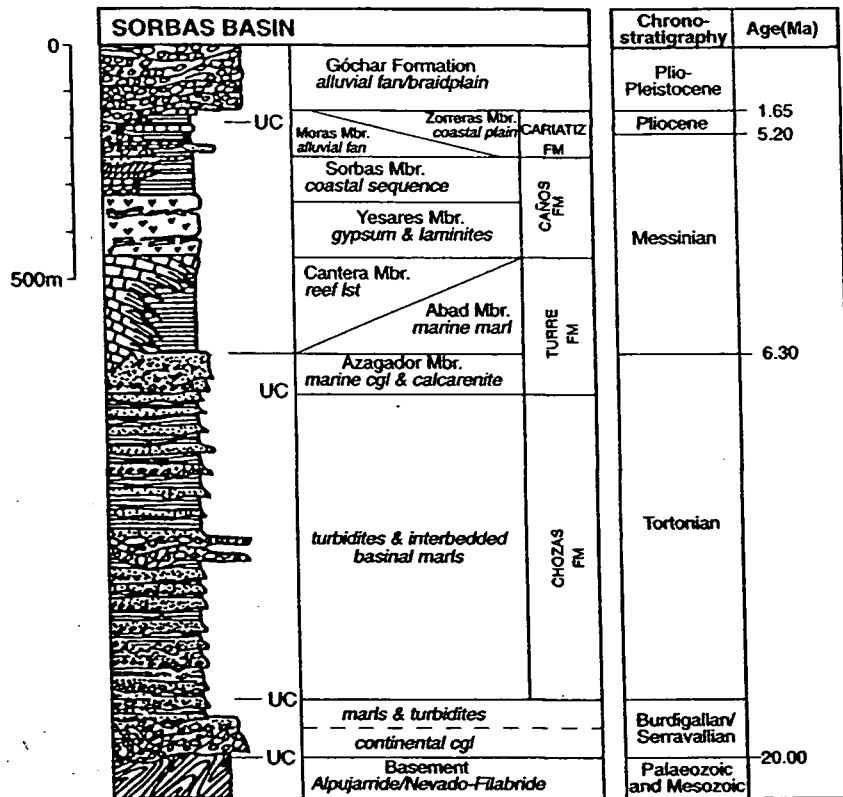 SORBAS BASIN
Chrono-
stratigraphy
Age(Ma)
0
500m
Góchar Formation
alluvial fan/braidplain
Plio-
Pleistocene
UC
1.65
Moras Mbr.
alluvial fan
Zorreras Mbr.
coastal plain
CARIATIZ
FM
Pliocene
5.20
Sorbas Mbr.
coastal sequence
Yesares Mbr.
gypsum & laminites
CAÑOS
FM
Messinian
Cantera Mbr.
reef lst
Abad Mbr.
marine marl
TURRE
FM
6.30
Azagador Mbr.
marine cgl & calcarenite
UC
turbidites & interbedded
basinal marls
CHOZAS
FM
Tortonian
UC
marls & turbidites
continental cgl
Burdigallan/
Serravallian
UC
20.00
Basement
Alpujarride/Nevado-Filabride
Palaeozoic
and Mesozoic